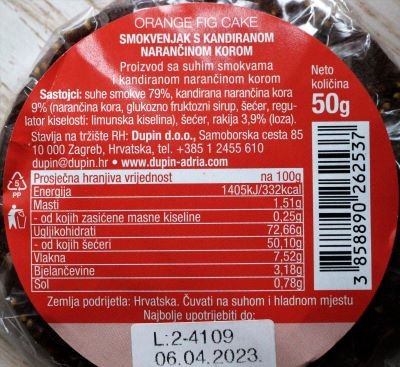 ORANGE FIG CAKE
SMOKVENJAK S KANDIRANOM
NARANČINOM KOROM
Proizvod sa suhim smokvama
i kandiranom narančinom korom
Neto
količina
50g
Sastojci: suhe smokve 79%, kandirana narančina kora
9% (narančina kora, glukozno fruktozni sirup, šećer, regu-
lator kiselosti: limunska kiselina), šećer, rakija 3,9% (loza).
Stavlja na tržište RH: Dupin d.o.o., Samoborska cesta 85
10 000 Zagreb, Hrvatska, tel. +385 1 2455 610
dupin@dupin.hr • www.dupin-adria.com
Prosječna hranjiva vrijednost na 100g
Energija 1405kJ/332kcal
Masti 1,51g
- od kojih zasićene masne kiseline 0,25g
Ugljikohidrati 72,66g
- od kojih šećeri 50,10g
Vlakna 7,52g
Bjelančevine 3,18g
Sol 0,78g
3 858890 262537
5
PP
Zemlja podrijetla: Hrvatska. Čuvati na suhom i hladnom mjestu
Najbolje upotrijebiti do:
L:2-4109
06.04.2023.